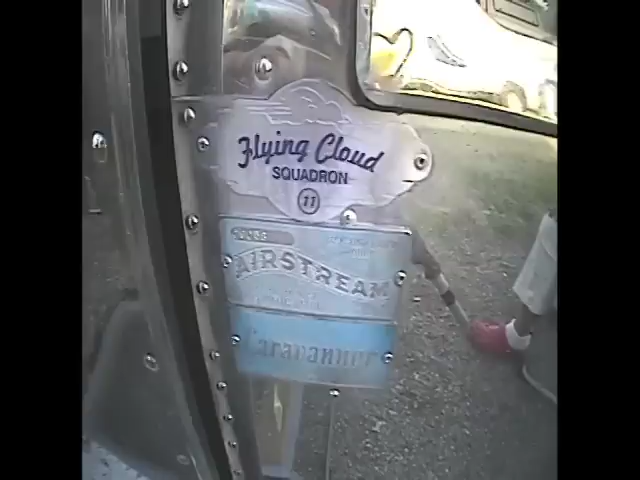 Flying Cloud
SQUADRON
11
AIRSTREAM
Caravanner